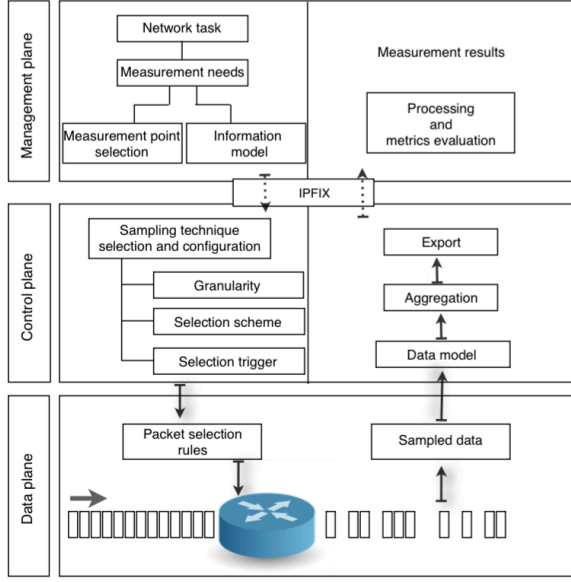 Management plane
Network task
Measurement needs
Measurement point
selection
Information
model
Measurement results
Processing
and
metrics evaluation
IPFIX
Control plane
Sampling technique
selection and configuration
Granularity
Selection scheme
Selection trigger
Export
Aggregation
Data model
Data plane
Packet selection
rules
Sampled data